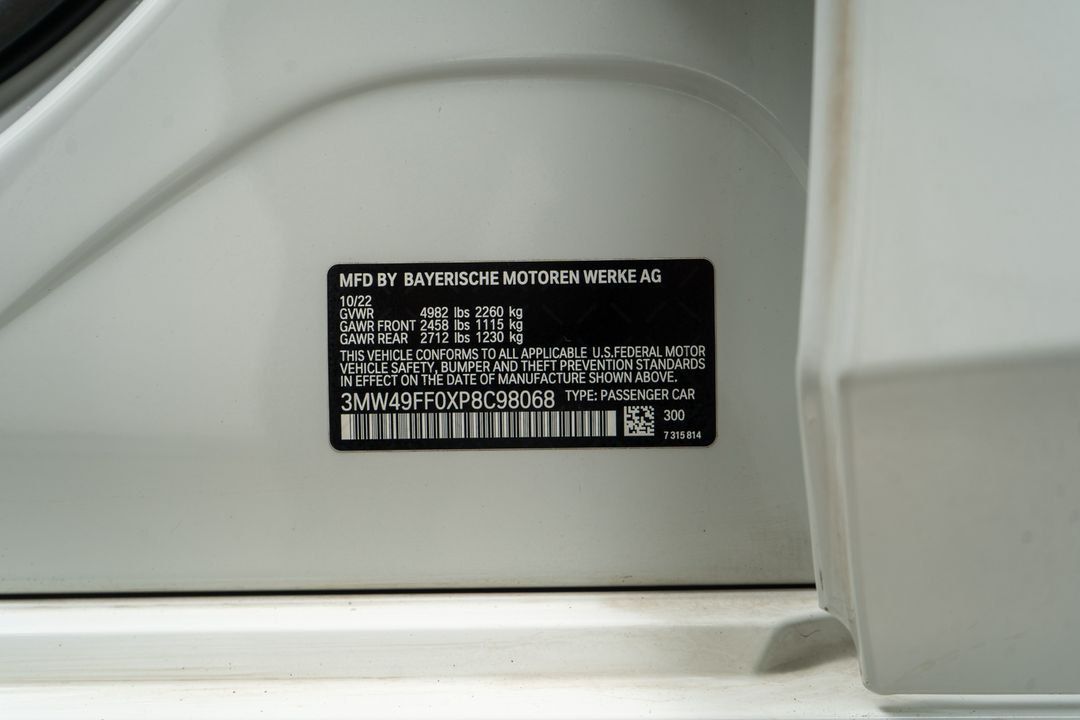 MFD BY BAYERISCHE MOTOREN WERKE AG
10/22
GVWR 4982 lbs 2260 kg
GAWR FRONT 2458 lbs 1115 kg
GAWR REAR 2712 lbs 1230 kg
THIS VEHICLE CONFORMS TO ALL APPLICABLE U.S.FEDERAL MOTOR
VEHICLE SAFETY, BUMPER AND THEFT PREVENTION STANDARDS
IN EFFECT ON THE DATE OF MANUFACTURE SHOWN ABOVE.
3MW49FF0XP8C98068 TYPE: PASSENGER CAR
300
7 315 814